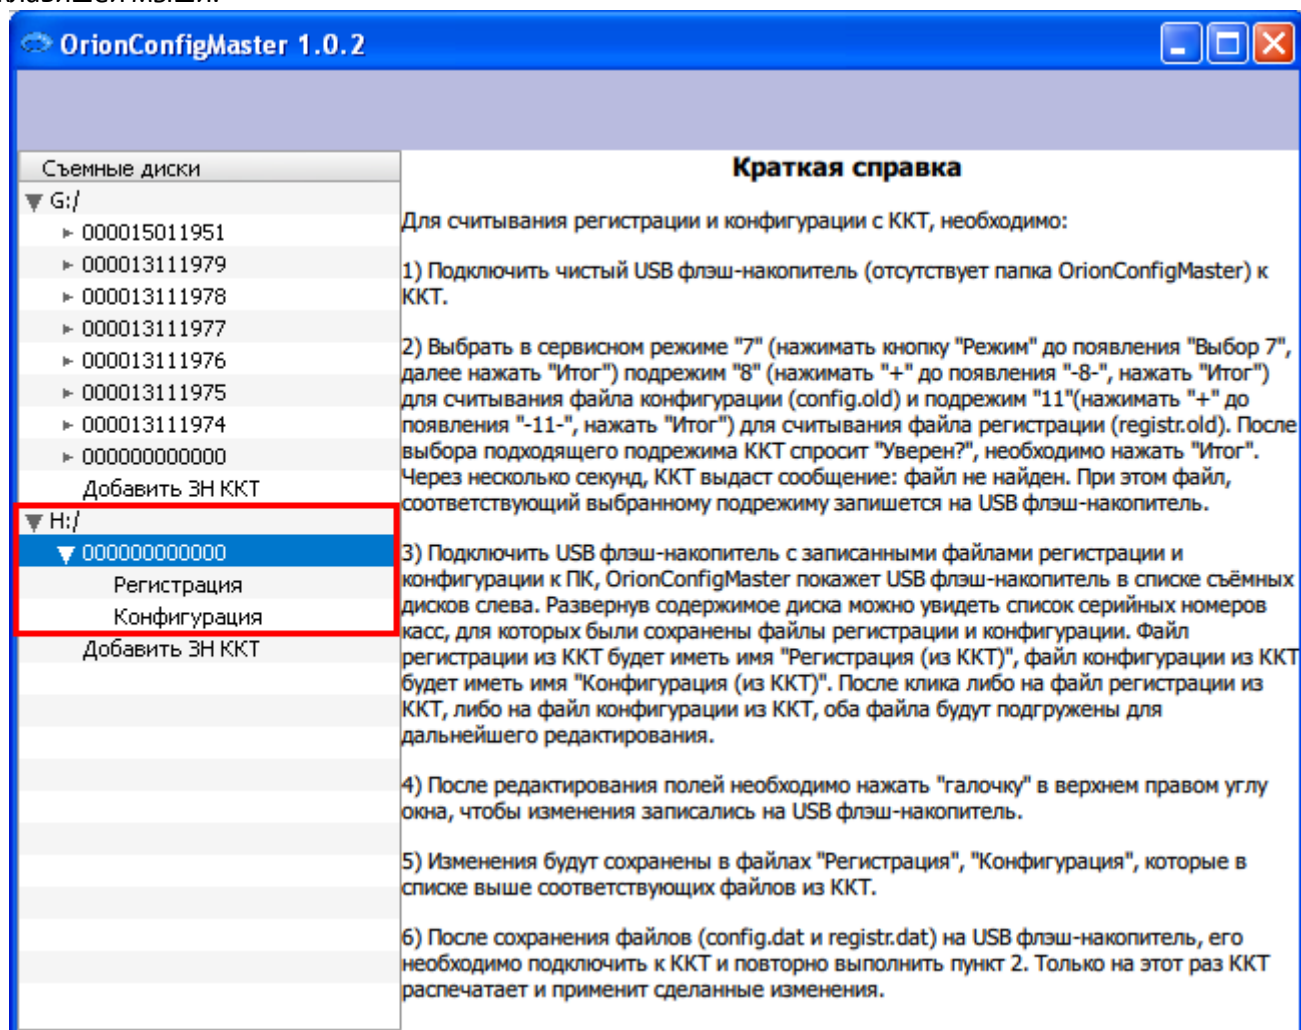 OrionConfigMaster 1.0.2
Съемные диски
G:/
000015011951
000013111979
000013111978
000013111977
000013111976
000013111975
000013111974
000000000000
Добавить ЗН ККТ
H:/
000000000000
Регистрация
Конфигурация
Добавить ЗН ККТ
Краткая справка
Для считывания регистрации и конфигурации с ККТ, необходимо:
1) Подключить чистый USB флэш-накопитель (отсутствует папка OrionConfigMaster) к
ККТ.
2) Выбрать в сервисном режиме "7" (нажимать кнопку "Режим" до появления "Выбор 7",
далее нажать "Итог") подрежим "8" (нажимать "+" до появления "-8-", нажать "Итог")
для считывания файла конфигурации (config.old) и подрежим "11"(нажимать "+" до
появления "-11-", нажать "Итог") для считывания файла регистрации (registr.old). После
выбора подходящего подрежима ККТ спросит "Уверен?", необходимо нажать "Итог".
Через несколько секунд, ККТ выдаст сообщение: файл не найден. При этом файл,
соответствующий выбранному подрежиму запишется на USB флэш-накопитель.
3) Подключить USB флэш-накопитель с записанными файлами регистрации и
конфигурации к ПК, OrionConfigMaster покажет USB флэш-накопитель в списке съёмных
дисков слева. Развернув содержимое диска можно увидеть список серийных номеров
касс, для которых были сохранены файлы регистрации и конфигурации. Файл
регистрации из ККТ будет иметь имя "Регистрация (из ККТ)", файл конфигурации из ККТ
будет иметь имя "Конфигурация (из ККТ)". После клика либо на файл регистрации из
ККТ, либо на файл конфигурации из ККТ, оба файла будут подгружены для
дальнейшего редактирования.
4) После редактирования полей необходимо нажать "галочку" в верхнем правом углу
окна, чтобы изменения записались на USB флэш-накопитель.
5) Изменения будут сохранены в файлах "Регистрация", "Конфигурация", которые в
списке выше соответствующих файлов из ККТ.
6) После сохранения файлов (config.dat и registr.dat) на USB флэш-накопитель, его
необходимо подключить к ККТ и повторно выполнить пункт 2. Только на этот раз ККТ
распечатает и применит сделанные изменения.